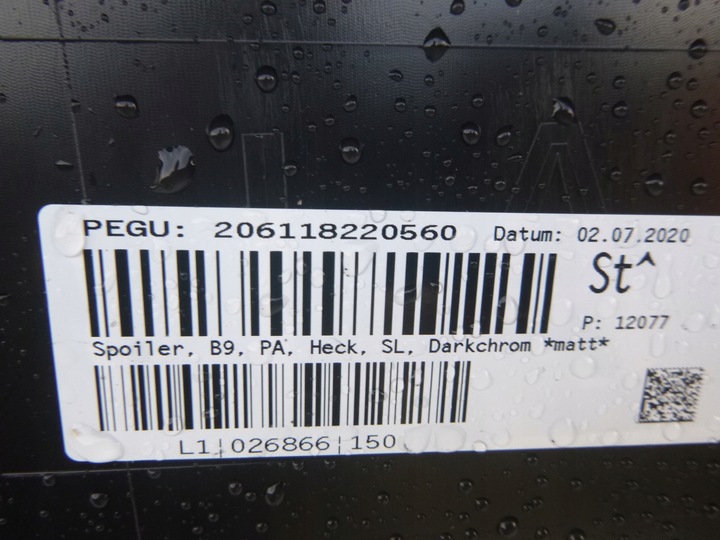 PEGU: 206118220560 Datum: 02.07.2020
St^
P: 12077
Spoiler, B9, PA, Heck, SL, Darkchrom *matt*
L1|026866|150